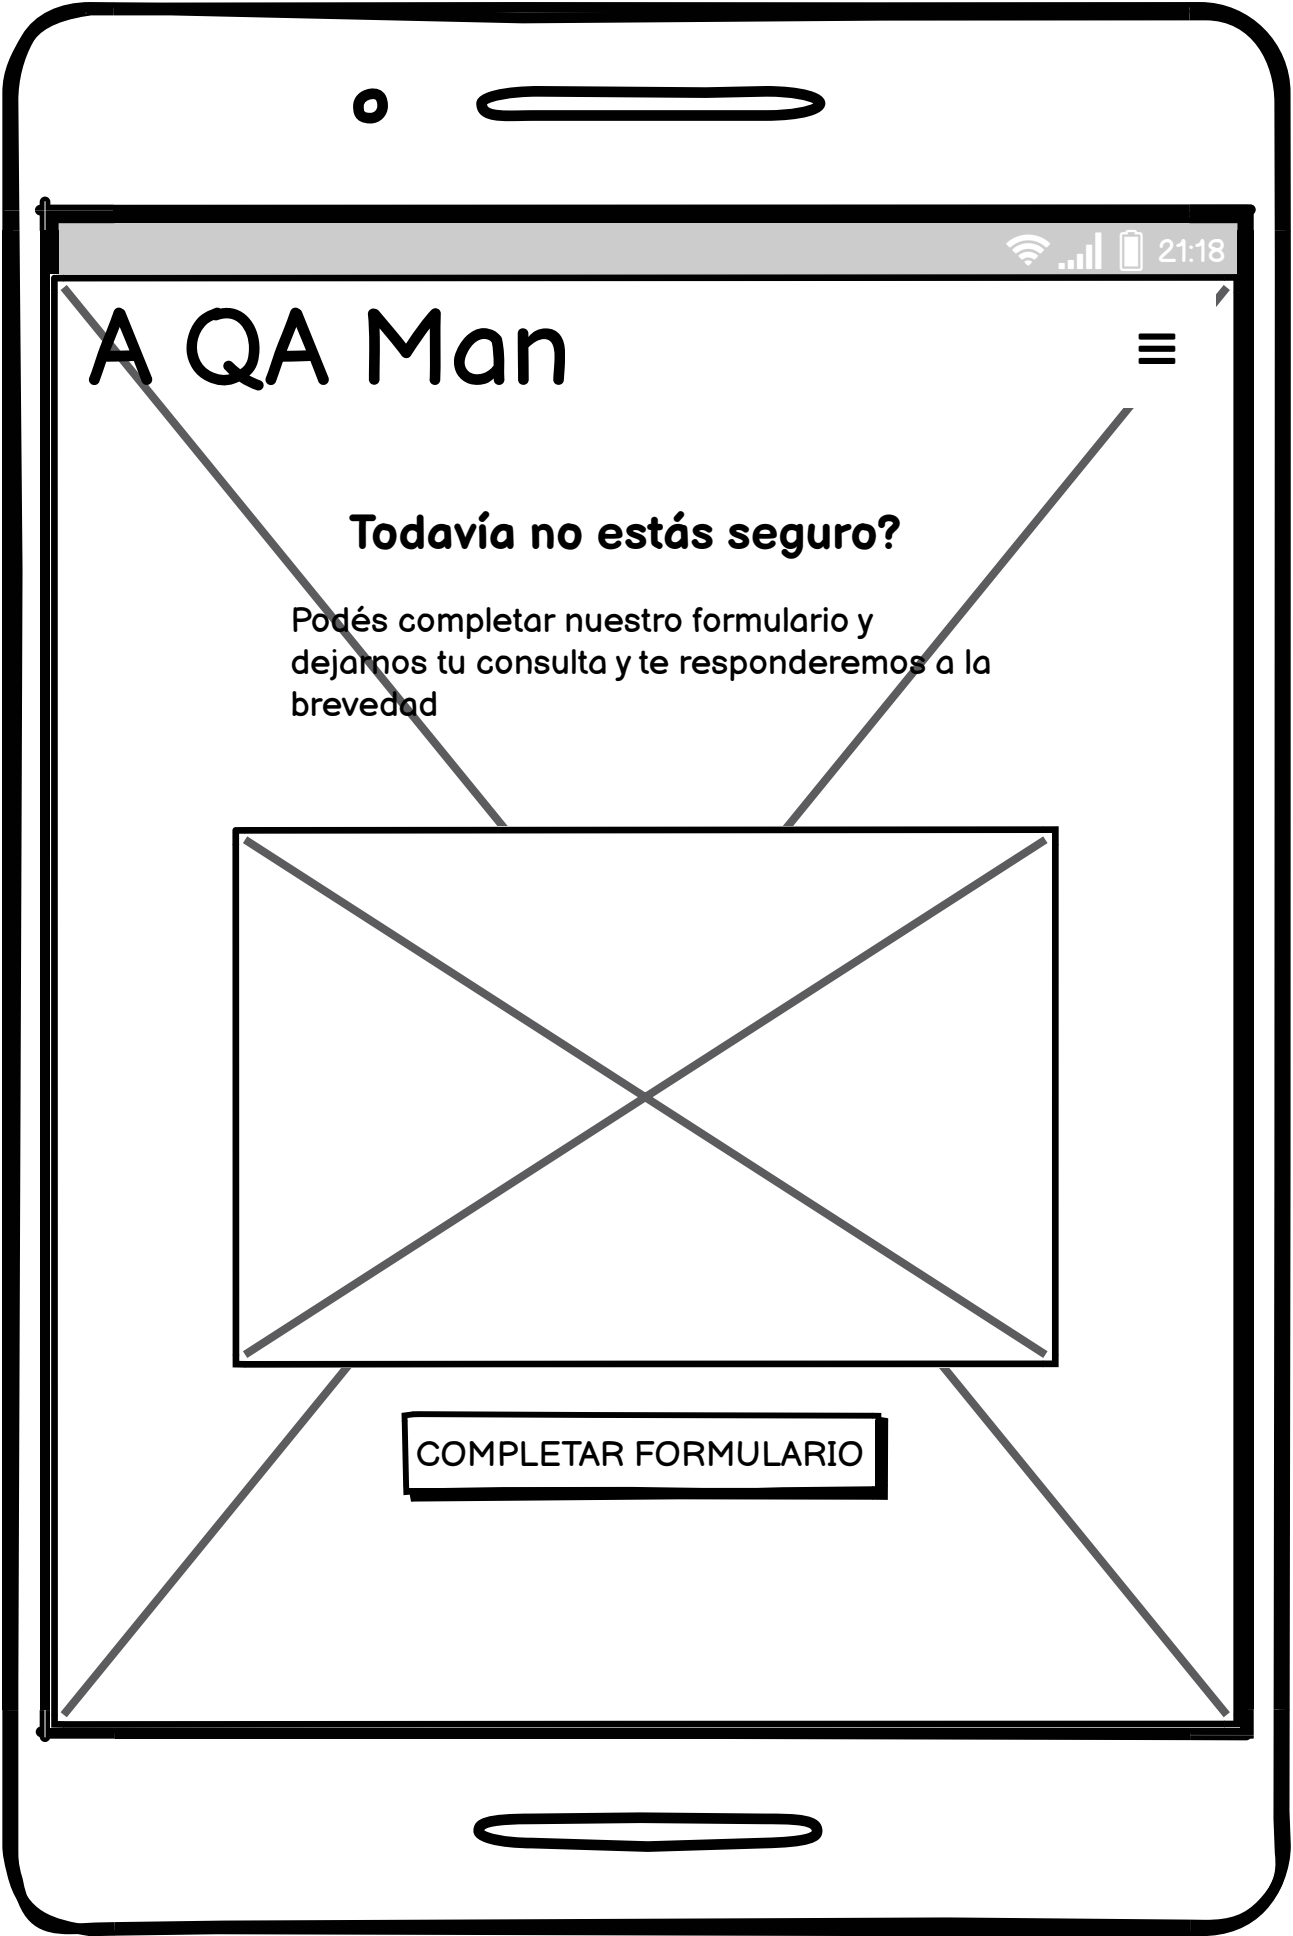 21:18
A QA Man
Todavía no estás seguro?
Podés completar nuestro formulario y
dejarnos tu consulta y te responderemos a la
brevedad
COMPLETAR FORMULARIO